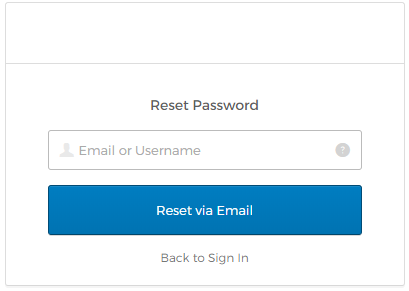 Reset Password
Email or Username ?
Reset via Email
Back to Sign In